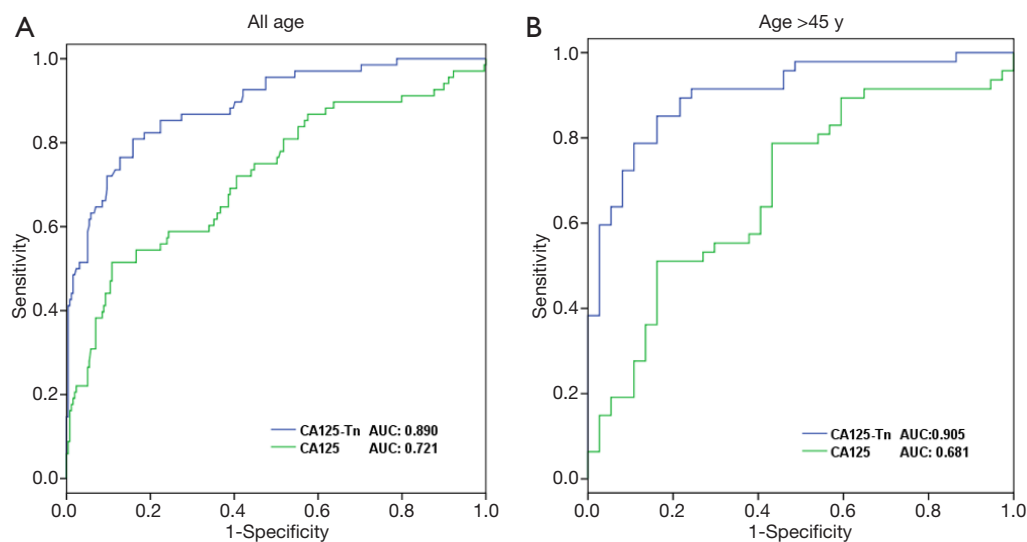 A
All age
Sensitivity
1.0
0.8
0.6
0.4
0.2
0.0
CA125-Tn AUC: 0.890
CA125 AUC: 0.721
0.0 0.2 0.4 0.6 0.8 1.0
1-Specificity
B
Age >45 y
Sensitivity
1.0
0.8
0.6
0.4
0.2
0.0
CA125-Tn AUC:0.905
CA125 AUC: 0.681
0.0 0.2 0.4 0.6 0.8 1.0
1-Specificity